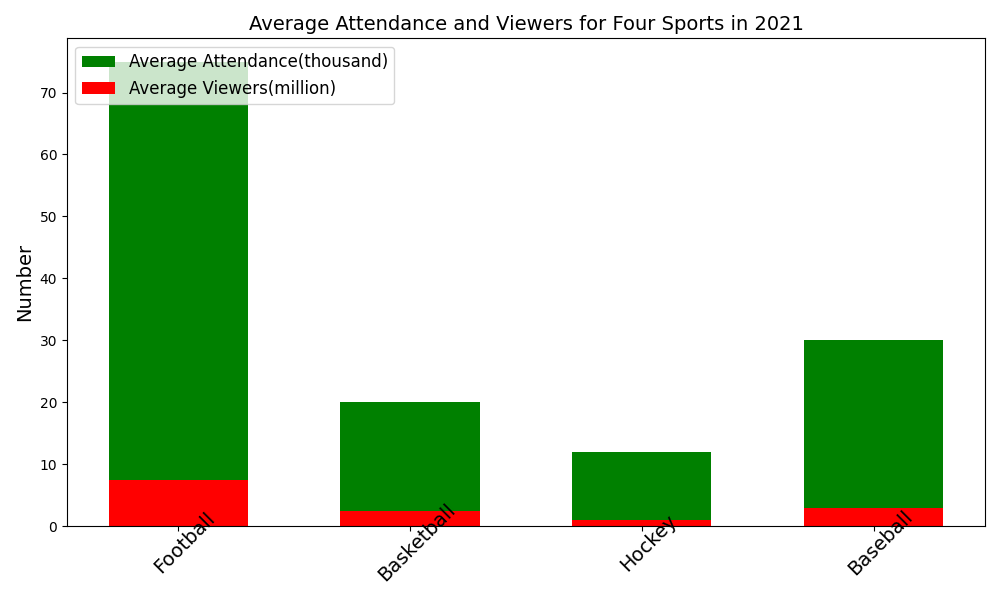 Average Attendance and Viewers for Four Sports in 2021
Average Attendance(thousand)
Average Viewers(million)
Number
70
60
50
40
30
20
10
0
Football
Basketball
Hockey
Baseball